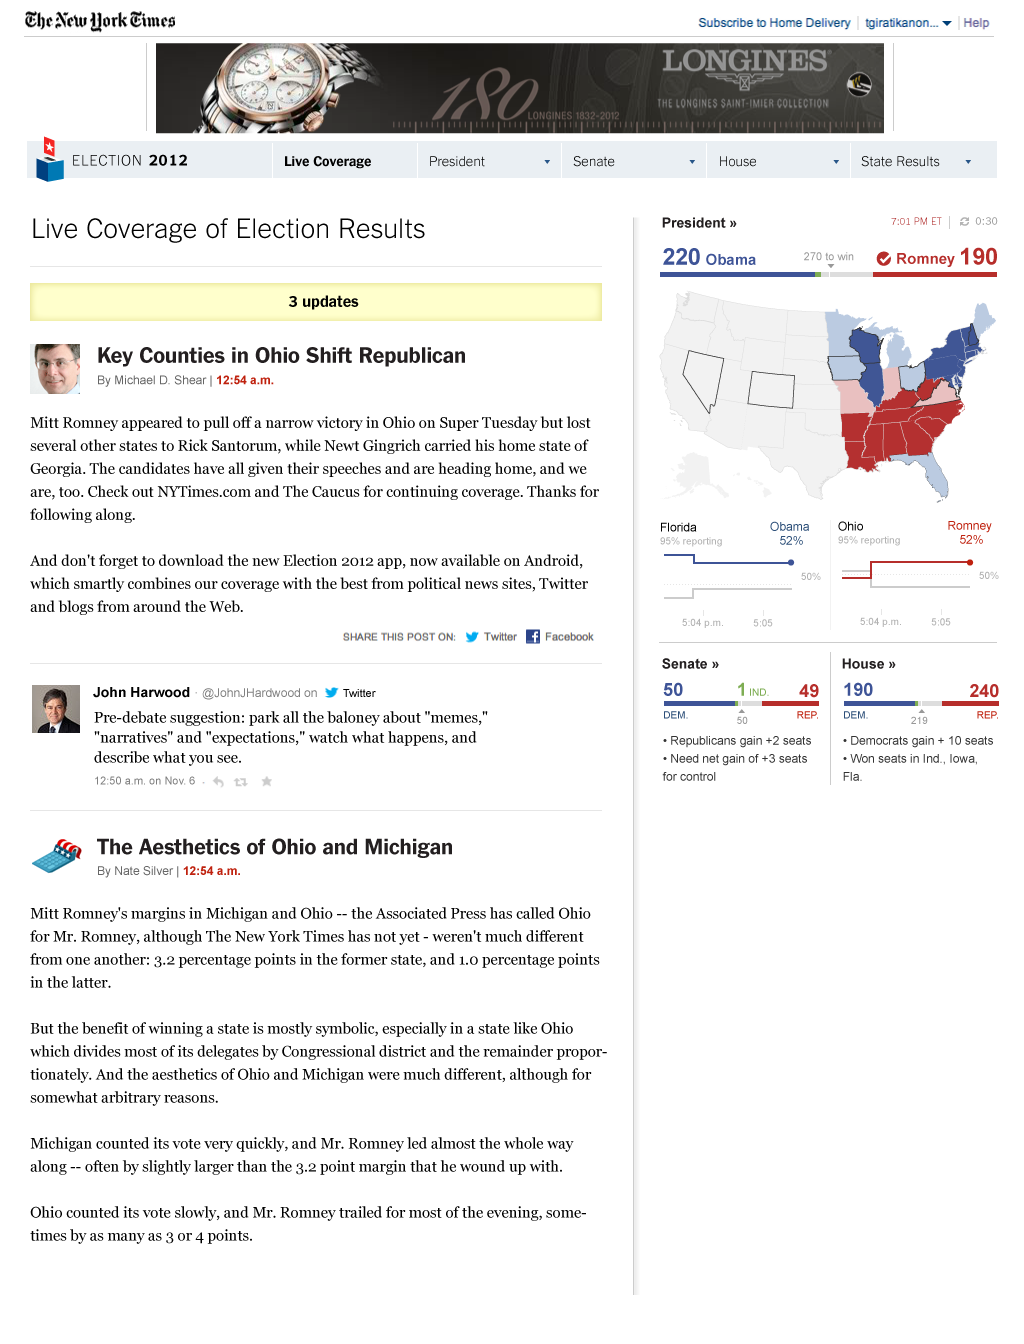 The New York Times
Subscribe to Home Delivery | tgiratikanon... | Help
180
LONGINES 1832-2012
LONGINES
THE LONGINES SAINT-IMIER COLLECTION
ELECTION 2012
Live Coverage
President
Senate
House
State Results
Live Coverage of Election Results
3 updates
Key Counties in Ohio Shift Republican
By Michael D. Shear | 12:54 a.m.
Mitt Romney appeared to pull off a narrow victory in Ohio on Super Tuesday but lost
several other states to Rick Santorum, while Newt Gingrich carried his home state of
Georgia. The candidates have all given their speeches and are heading home, and we
are, too. Check out NYTimes.com and The Caucus for continuing coverage. Thanks for
following along.
And don't forget to download the new Election 2012 app, now available on Android,
which smartly combines our coverage with the best from political news sites, Twitter
and blogs from around the Web.
SHARE THIS POST ON: Twitter Facebook
John Harwood · @JohnJHardwood on Twitter
Pre-debate suggestion: park all the baloney about "memes,"
"narratives" and "expectations," watch what happens, and
describe what you see.
12:50 a.m. on Nov. 6 -
The Aesthetics of Ohio and Michigan
By Nate Silver | 12:54 a.m.
Mitt Romney's margins in Michigan and Ohio -- the Associated Press has called Ohio
for Mr. Romney, although The New York Times has not yet - weren't much different
from one another: 3.2 percentage points in the former state, and 1.0 percentage points
in the latter.
But the benefit of winning a state is mostly symbolic, especially in a state like Ohio
which divides most of its delegates by Congressional district and the remainder propor-
tionately. And the aesthetics of Ohio and Michigan were much different, although for
somewhat arbitrary reasons.
Michigan counted its vote very quickly, and Mr. Romney led almost the whole way
along -- often by slightly larger than the 3.2 point margin that he wound up with.
Ohio counted its vote slowly, and Mr. Romney trailed for most of the evening, some-
times by as many as 3 or 4 points.
President »
7:01 PM ET | 0:30
220 Obama
270 to win
Romney 190
Florida
Obama
95% reporting
52%
50%
5:04 p.m.
5:05
Ohio
Romney
95% reporting
52%
50%
5:04 p.m.
5:05
Senate »
50
1 IND.
49
DEM.
50
REP.
• Republicans gain +2 seats
• Need net gain of +3 seats
for control
House »
190
240
DEM.
219
REP.
• Democrats gain + 10 seats
• Won seats in Ind., Iowa,
Fla.